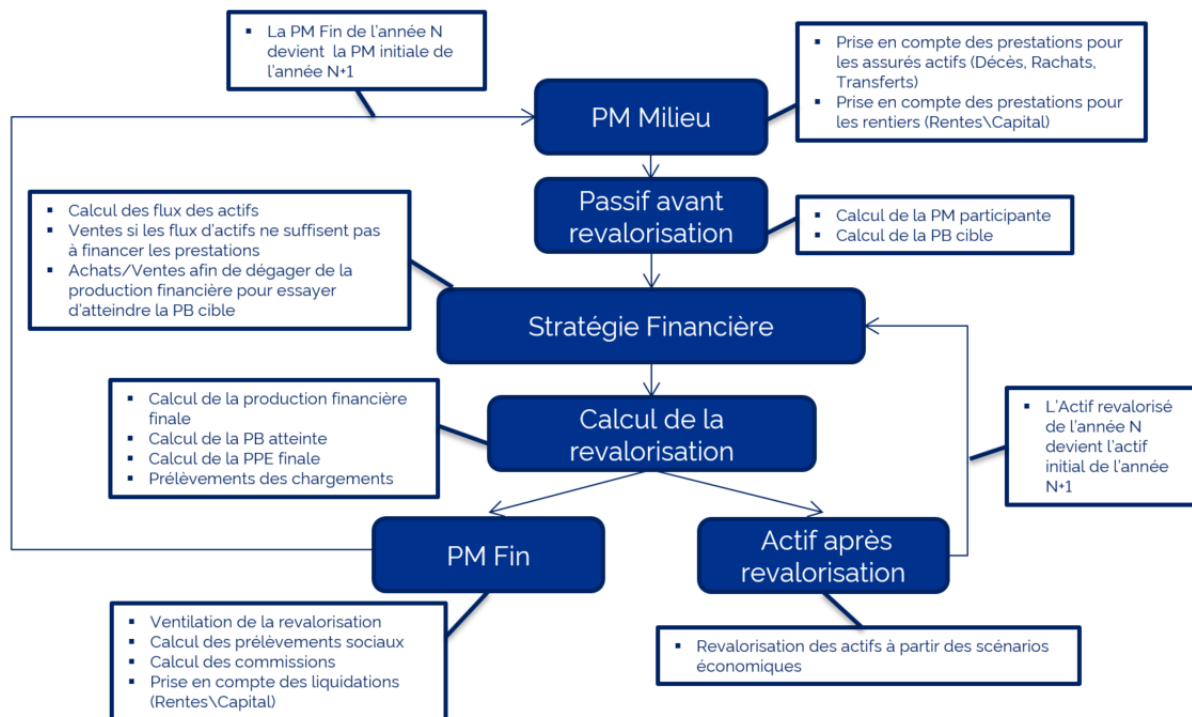 ▪ La PM Fin de l'année N
devient  la PM initiale de
l'année N+1
▪ Prise en compte des prestations pour
les assurés actifs (Décès, Rachats,
Transferts)
▪ Prise en compte des prestations pour
les rentiers (Rentes\Capital)
PM Milieu
▪ Calcul des flux des actifs
▪ Ventes si les flux d'actifs ne suffisent pas
à financer les prestations
▪ Achats/Ventes afin de dégager de la
production financière pour essayer
d'atteindre la PB cible
Passif avant
revalorisation
▪ Calcul de la PM participante
▪ Calcul de la PB cible
Stratégie Financière
▪ Calcul de la production financière
finale
▪ Calcul de la PB atteinte
▪ Calcul de la PPE finale
▪ Prélèvements des chargements
Calcul de la
revalorisation
▪ L'Actif revalorisé
de l'année N
devient l'actif
initial de l'année
N+1
PM Fin
Actif après
revalorisation
▪ Ventilation de la revalorisation
▪ Calcul des prélèvements sociaux
▪ Calcul des commissions
▪ Prise en compte des liquidations
(Rentes\Capital)
▪ Revalorisation des actifs à partir des scénarios
économiques